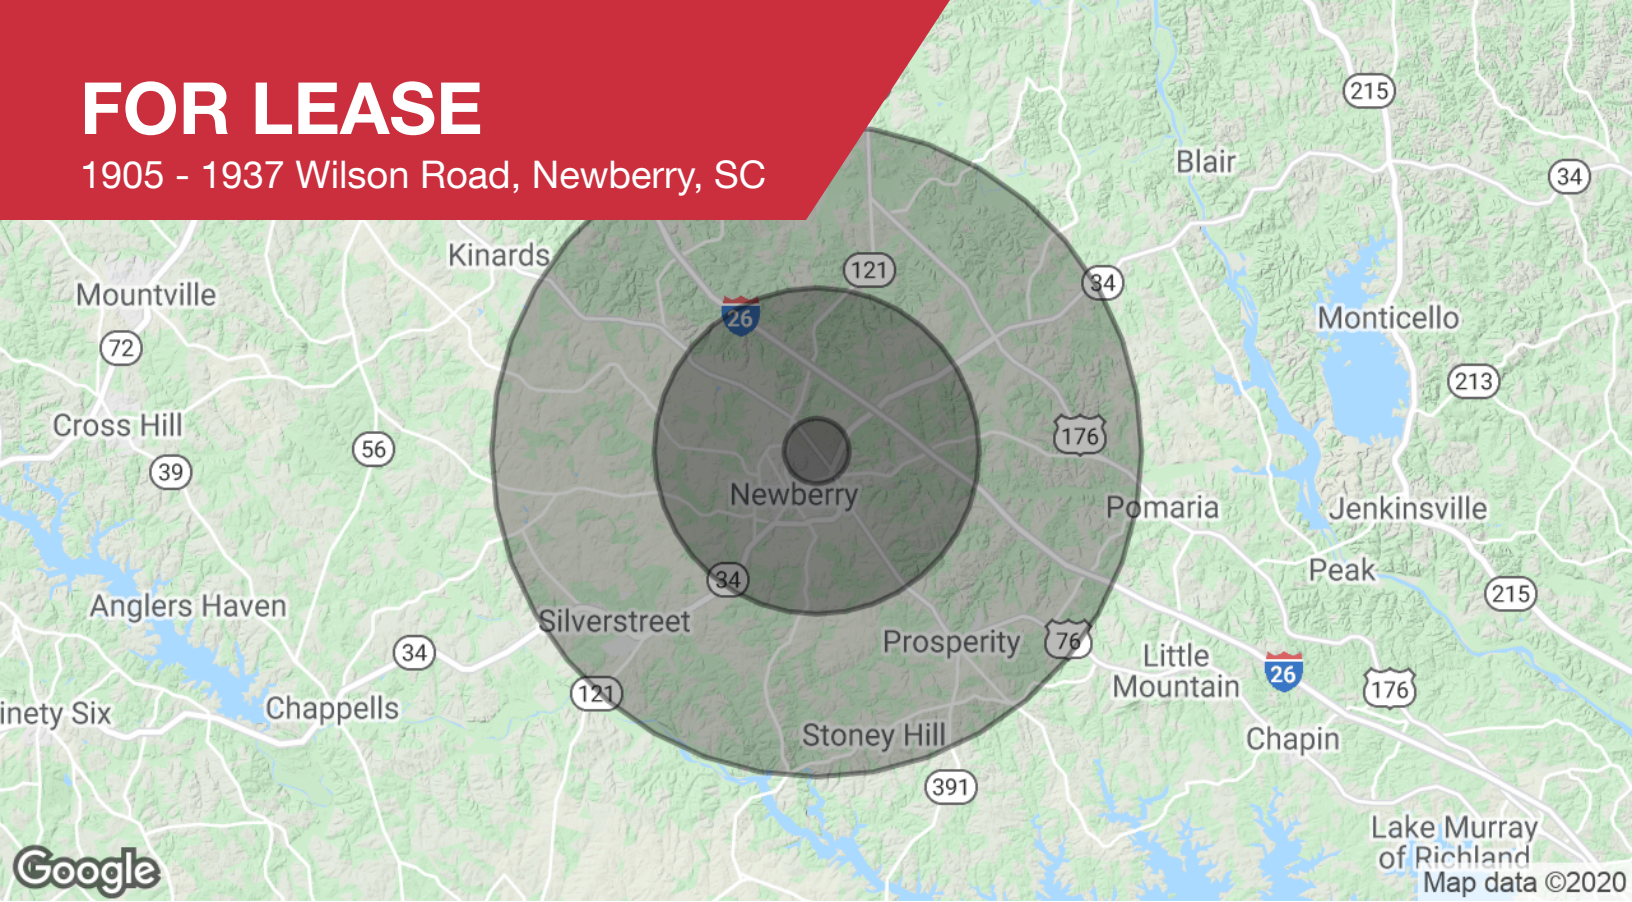 FOR LEASE
1905 - 1937 Wilson Road, Newberry, SC
215
Blair
34
Kinards
121
34
Mountville
26
Monticello
72
213
Cross Hill
176
56
39
Newberry
Pomaria
Jenkinsville
Peak
34
215
Anglers Haven
Silverstreet
Prosperity
76
34
Little
Mountain
26
176
121
inety Six
Chappells
Stoney Hill
Chapin
391
Lake Murray
of Richland
Google
Map data ©2020